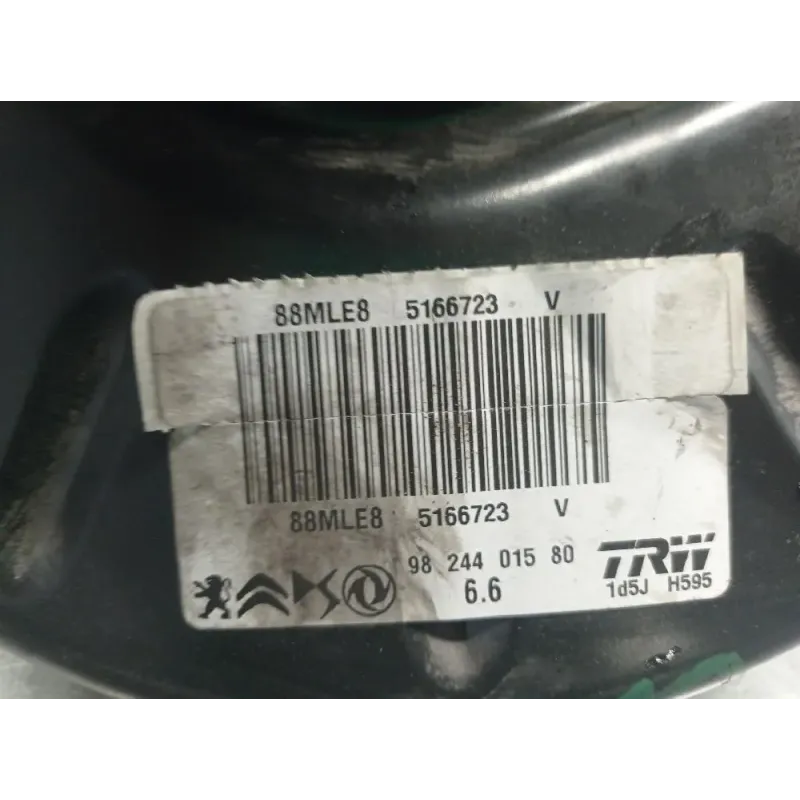 88MLE8 5166723 V
88MLE8 5166723 V
98 244 015 80
6.6
TRW
1d5J H595